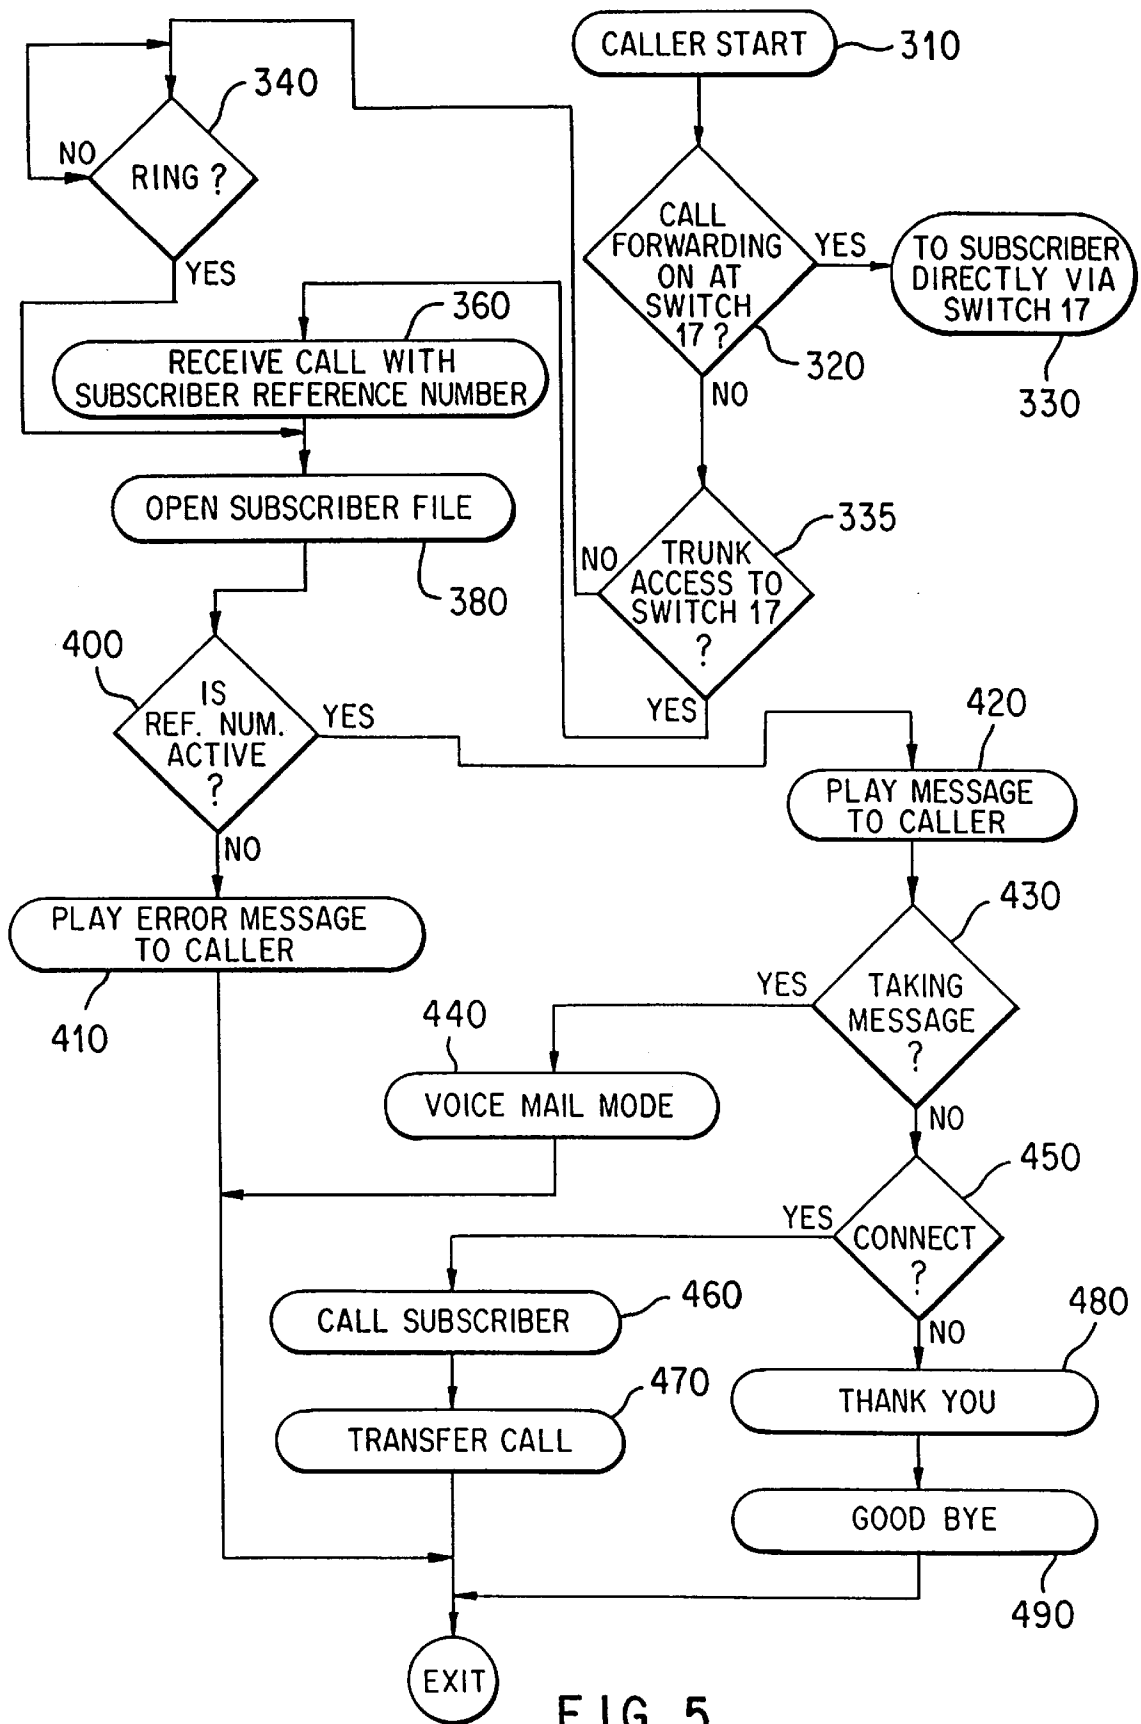 CALLER START
310
340
NO
RING ?
YES
CALL
FORWARDING
ON AT
SWITCH
17 ?
YES
320
NO
TO SUBSCRIBER
DIRECTLY VIA
SWITCH 17
330
360
RECEIVE CALL WITH
SUBSCRIBER REFERENCE NUMBER
OPEN SUBSCRIBER FILE
380
335
NO
TRUNK
ACCESS TO
SWITCH 17
?
YES
400
IS
REF. NUM.
ACTIVE
?
YES
NO
420
PLAY MESSAGE
TO CALLER
PLAY ERROR MESSAGE
TO CALLER
410
430
YES
TAKING
MESSAGE
?
NO
440
VOICE MAIL MODE
450
YES
CONNECT
?
NO
CALL SUBSCRIBER
460
TRANSFER CALL
470
480
THANK YOU
GOOD BYE
490
EXIT
FIG. 5